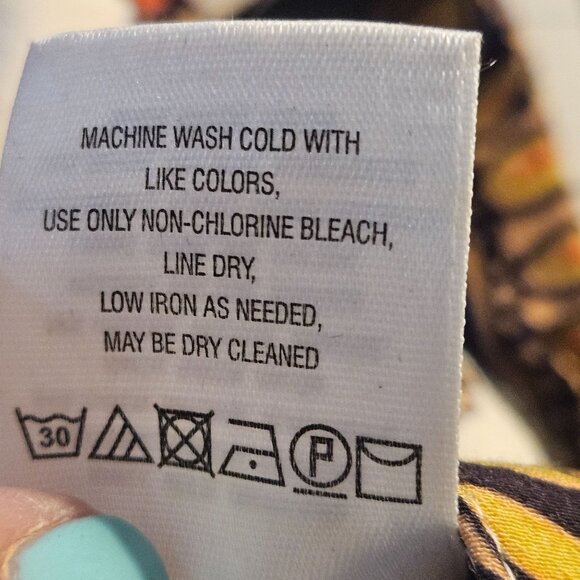 MACHINE WASH COLD WITH
LIKE COLORS,
USE ONLY NON-CHLORINE BLEACH,
LINE DRY,
LOW IRON AS NEEDED,
MAY BE DRY CLEANED
30 P